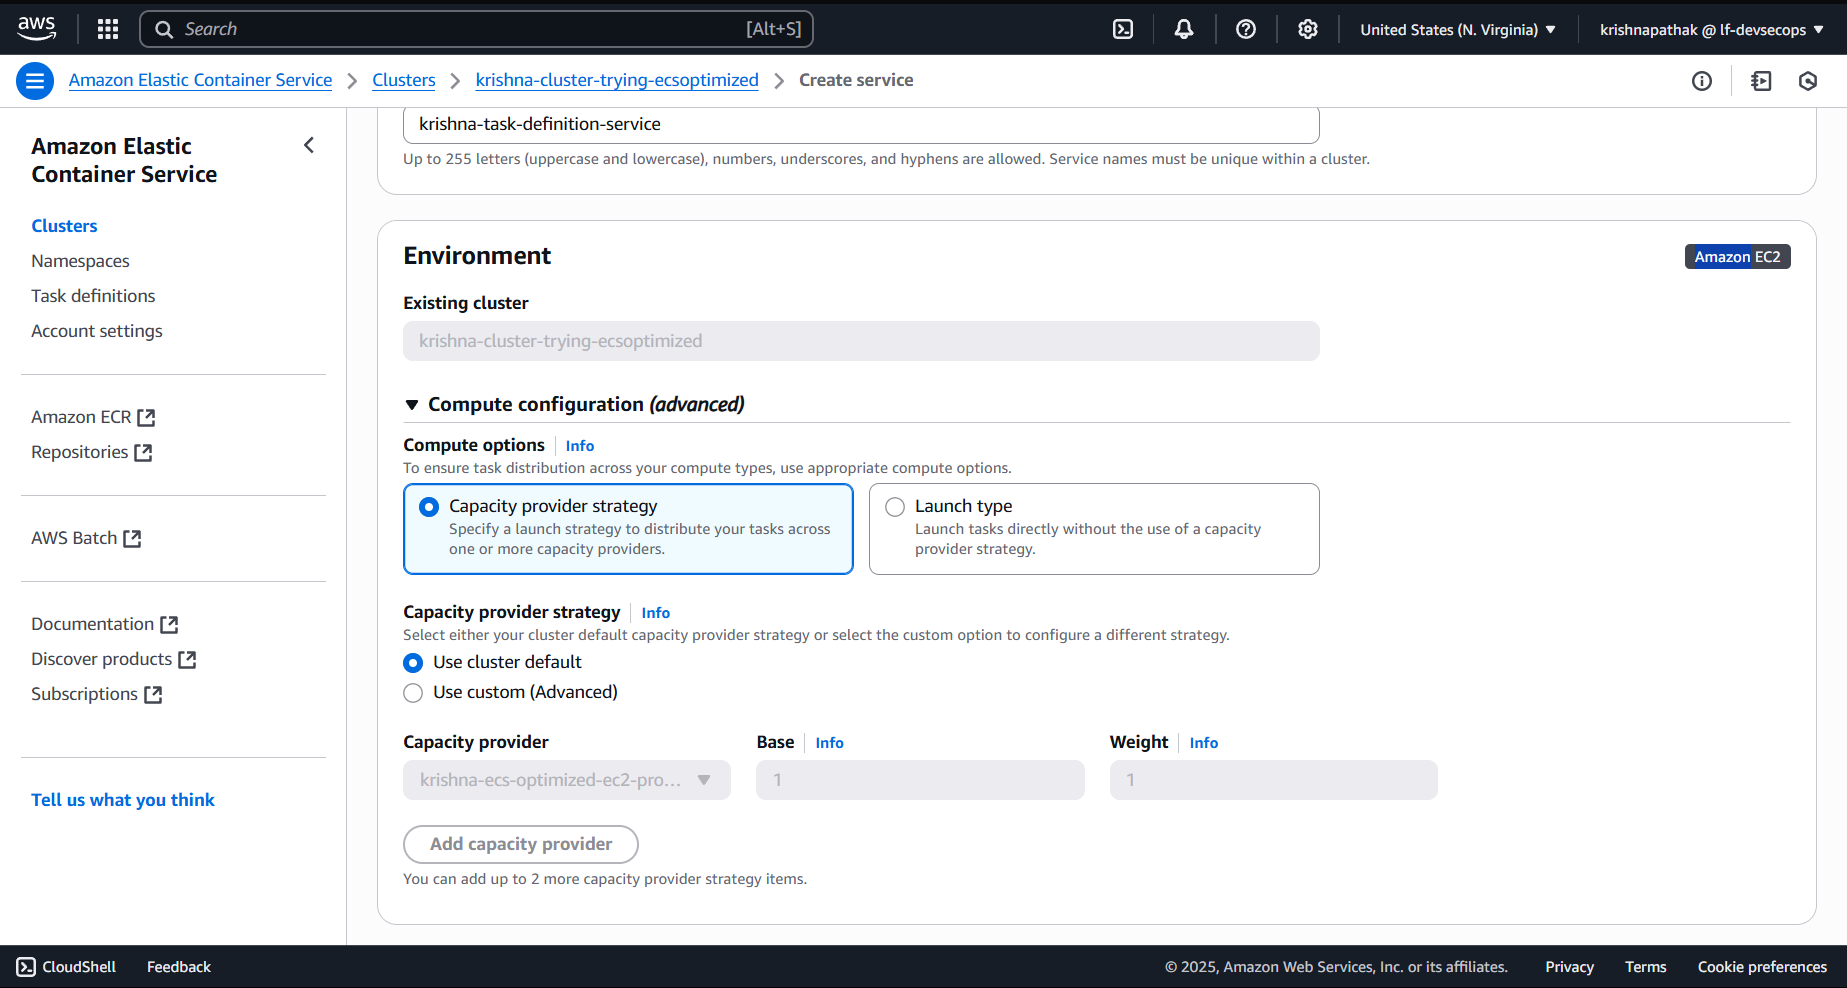 aws
Search
[Alt+S]
United States (N. Virginia)
krishnapathak @ lf-devsecops
Amazon Elastic Container Service
Clusters
krishna-cluster-trying-ecsoptimized
Create service
Amazon Elastic
Container Service
Clusters
Namespaces
Task definitions
Account settings
Amazon ECR
Repositories
AWS Batch
Documentation
Discover products
Subscriptions
Tell us what you think
krishna-task-definition-service
Up to 255 letters (uppercase and lowercase), numbers, underscores, and hyphens are allowed. Service names must be unique within a cluster.
Environment
Amazon EC2
Existing cluster
krishna-cluster-trying-ecsoptimized
Compute configuration (advanced)
Compute options
Info
To ensure task distribution across your compute types, use appropriate compute options.
Capacity provider strategy
Specify a launch strategy to distribute your tasks across
one or more capacity providers.
Launch type
Launch tasks directly without the use of a capacity
provider strategy.
Capacity provider strategy
Info
Select either your cluster default capacity provider strategy or select the custom option to configure a different strategy.
Use cluster default
Use custom (Advanced)
Capacity provider
Base
Info
Weight
Info
krishna-ecs-optimized-ec2-pro...
1
1
Add capacity provider
You can add up to 2 more capacity provider strategy items.
CloudShell
Feedback
© 2025, Amazon Web Services, Inc. or its affiliates.
Privacy
Terms
Cookie preferences